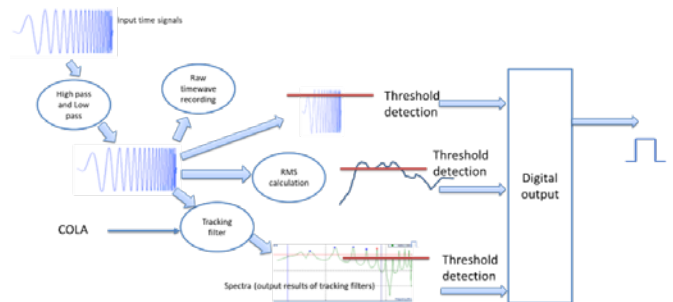 Input time signals
High pass
and Low
pass
Raw
timewave
recording
Threshold
detection
RMS
calculation
Threshold
detection
Digital
output
COLA
Tracking
filter
Spectra (output results of tracking filters)
Threshold
detection